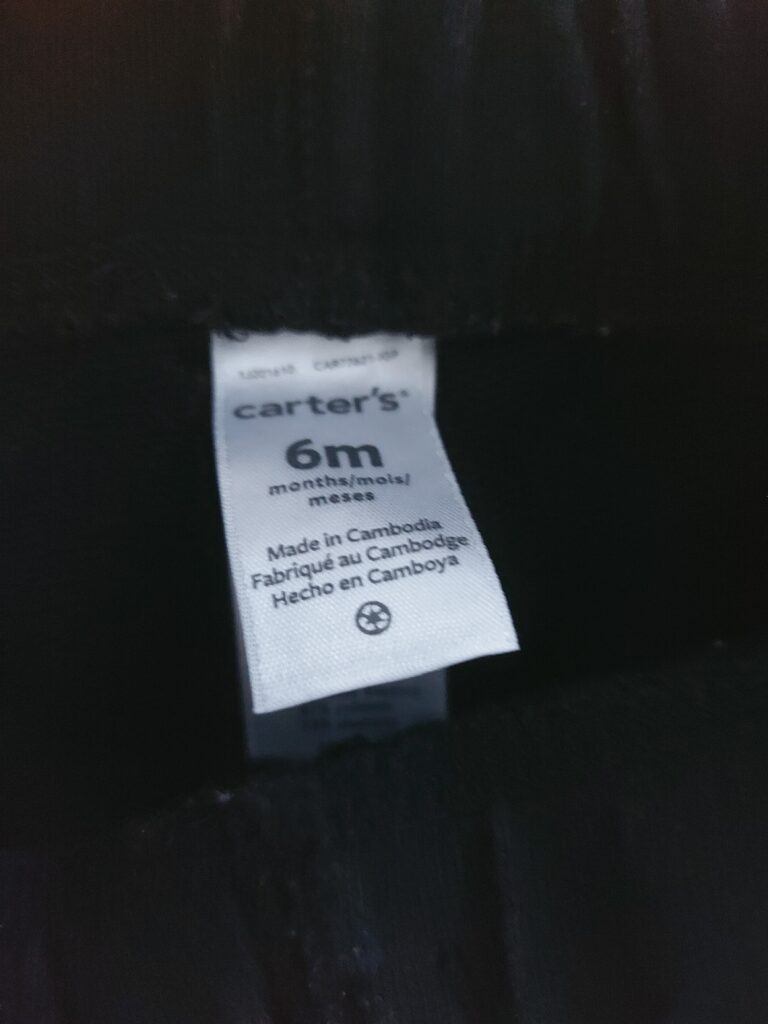 carter's®
6m
months/mois/
meses
Made in Cambodia
Fabriqué au Cambodge
Hecho en Camboya